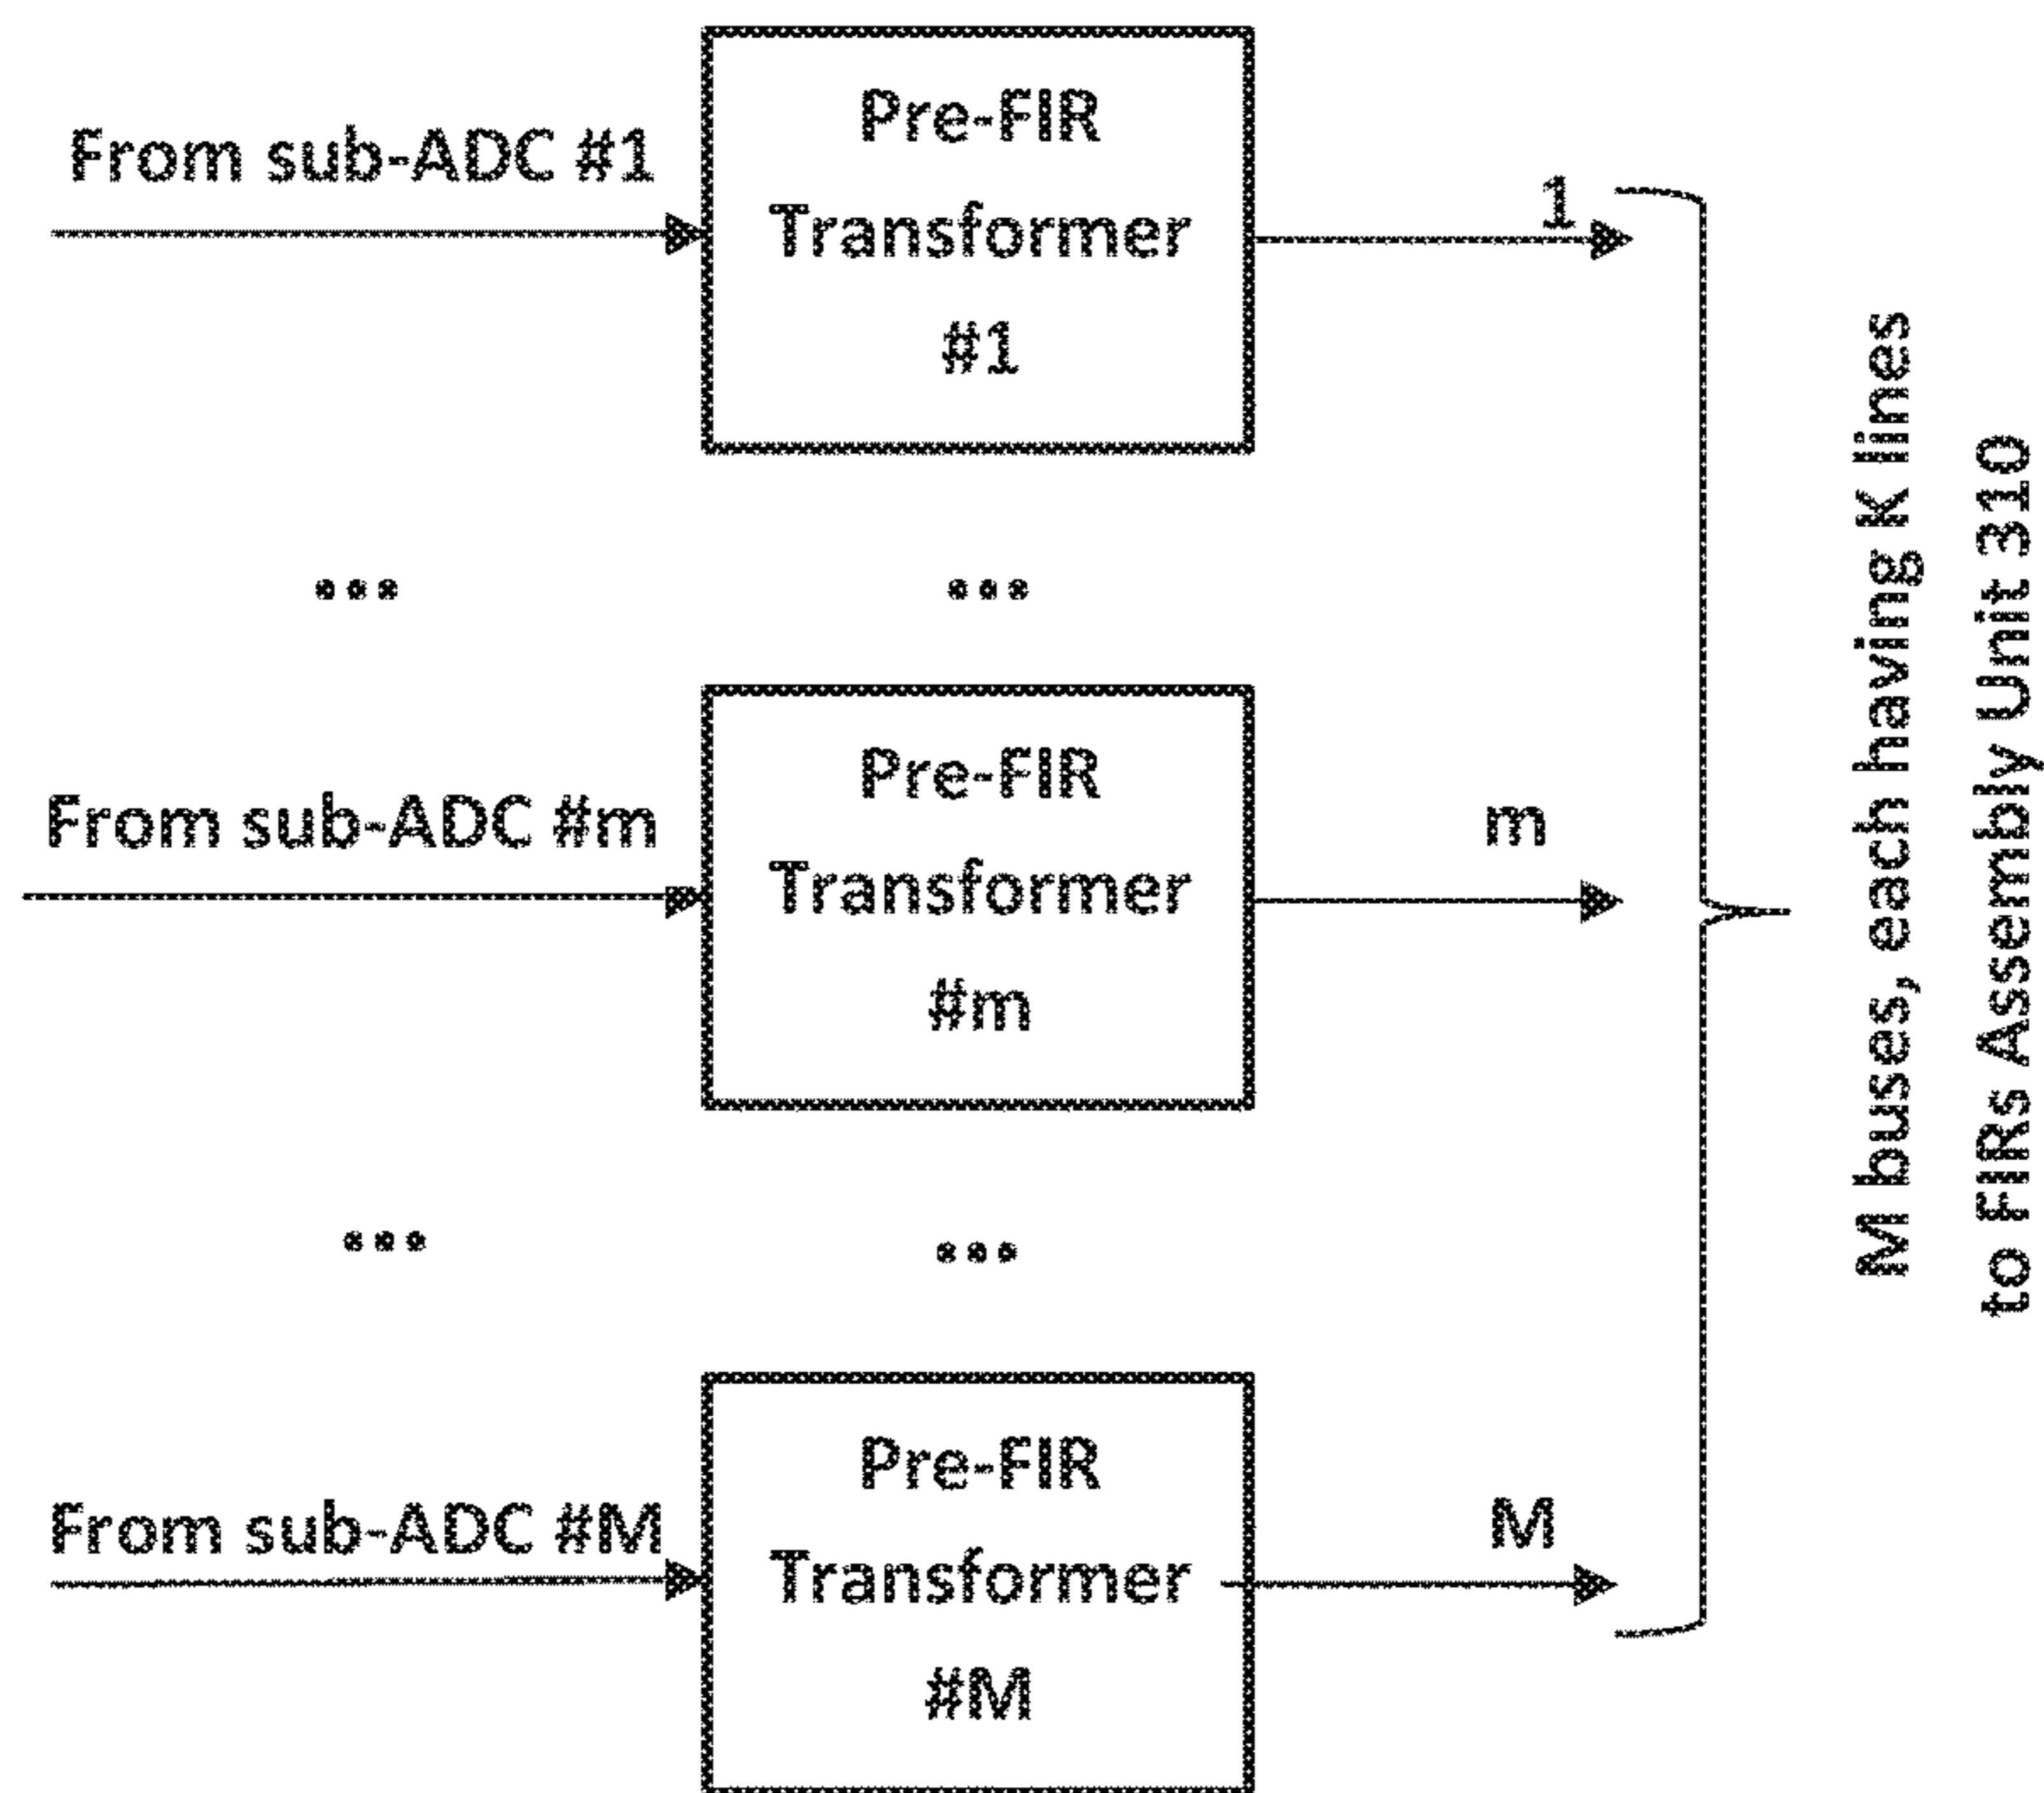 From sub-ADC #1
Pre-FIR
Transformer
#1
1
...
...
From sub-ADC #m
Pre-FIR
Transformer
#m
m
...
...
From sub-ADC #M
Pre-FIR
Transformer
#M
M
M buses, each having K lines
to FIRs Assembly Unit 310